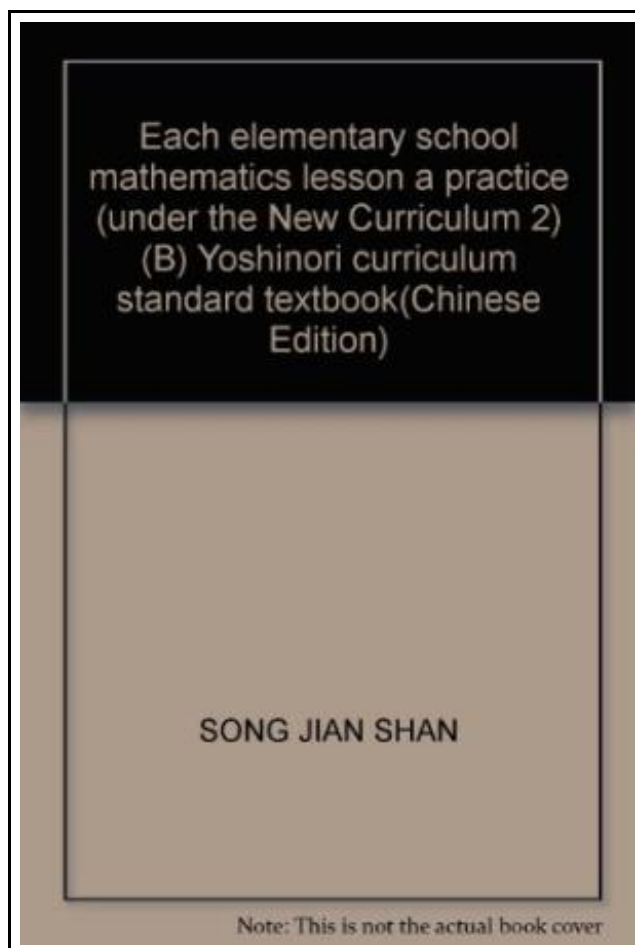 Each elementary school
mathematics lesson a practice
(under the New Curriculum 2)
(B) Yoshinori curriculum
standard textbook(Chinese
Edition)
SONG JIAN SHAN
Note: This is not the actual book cover